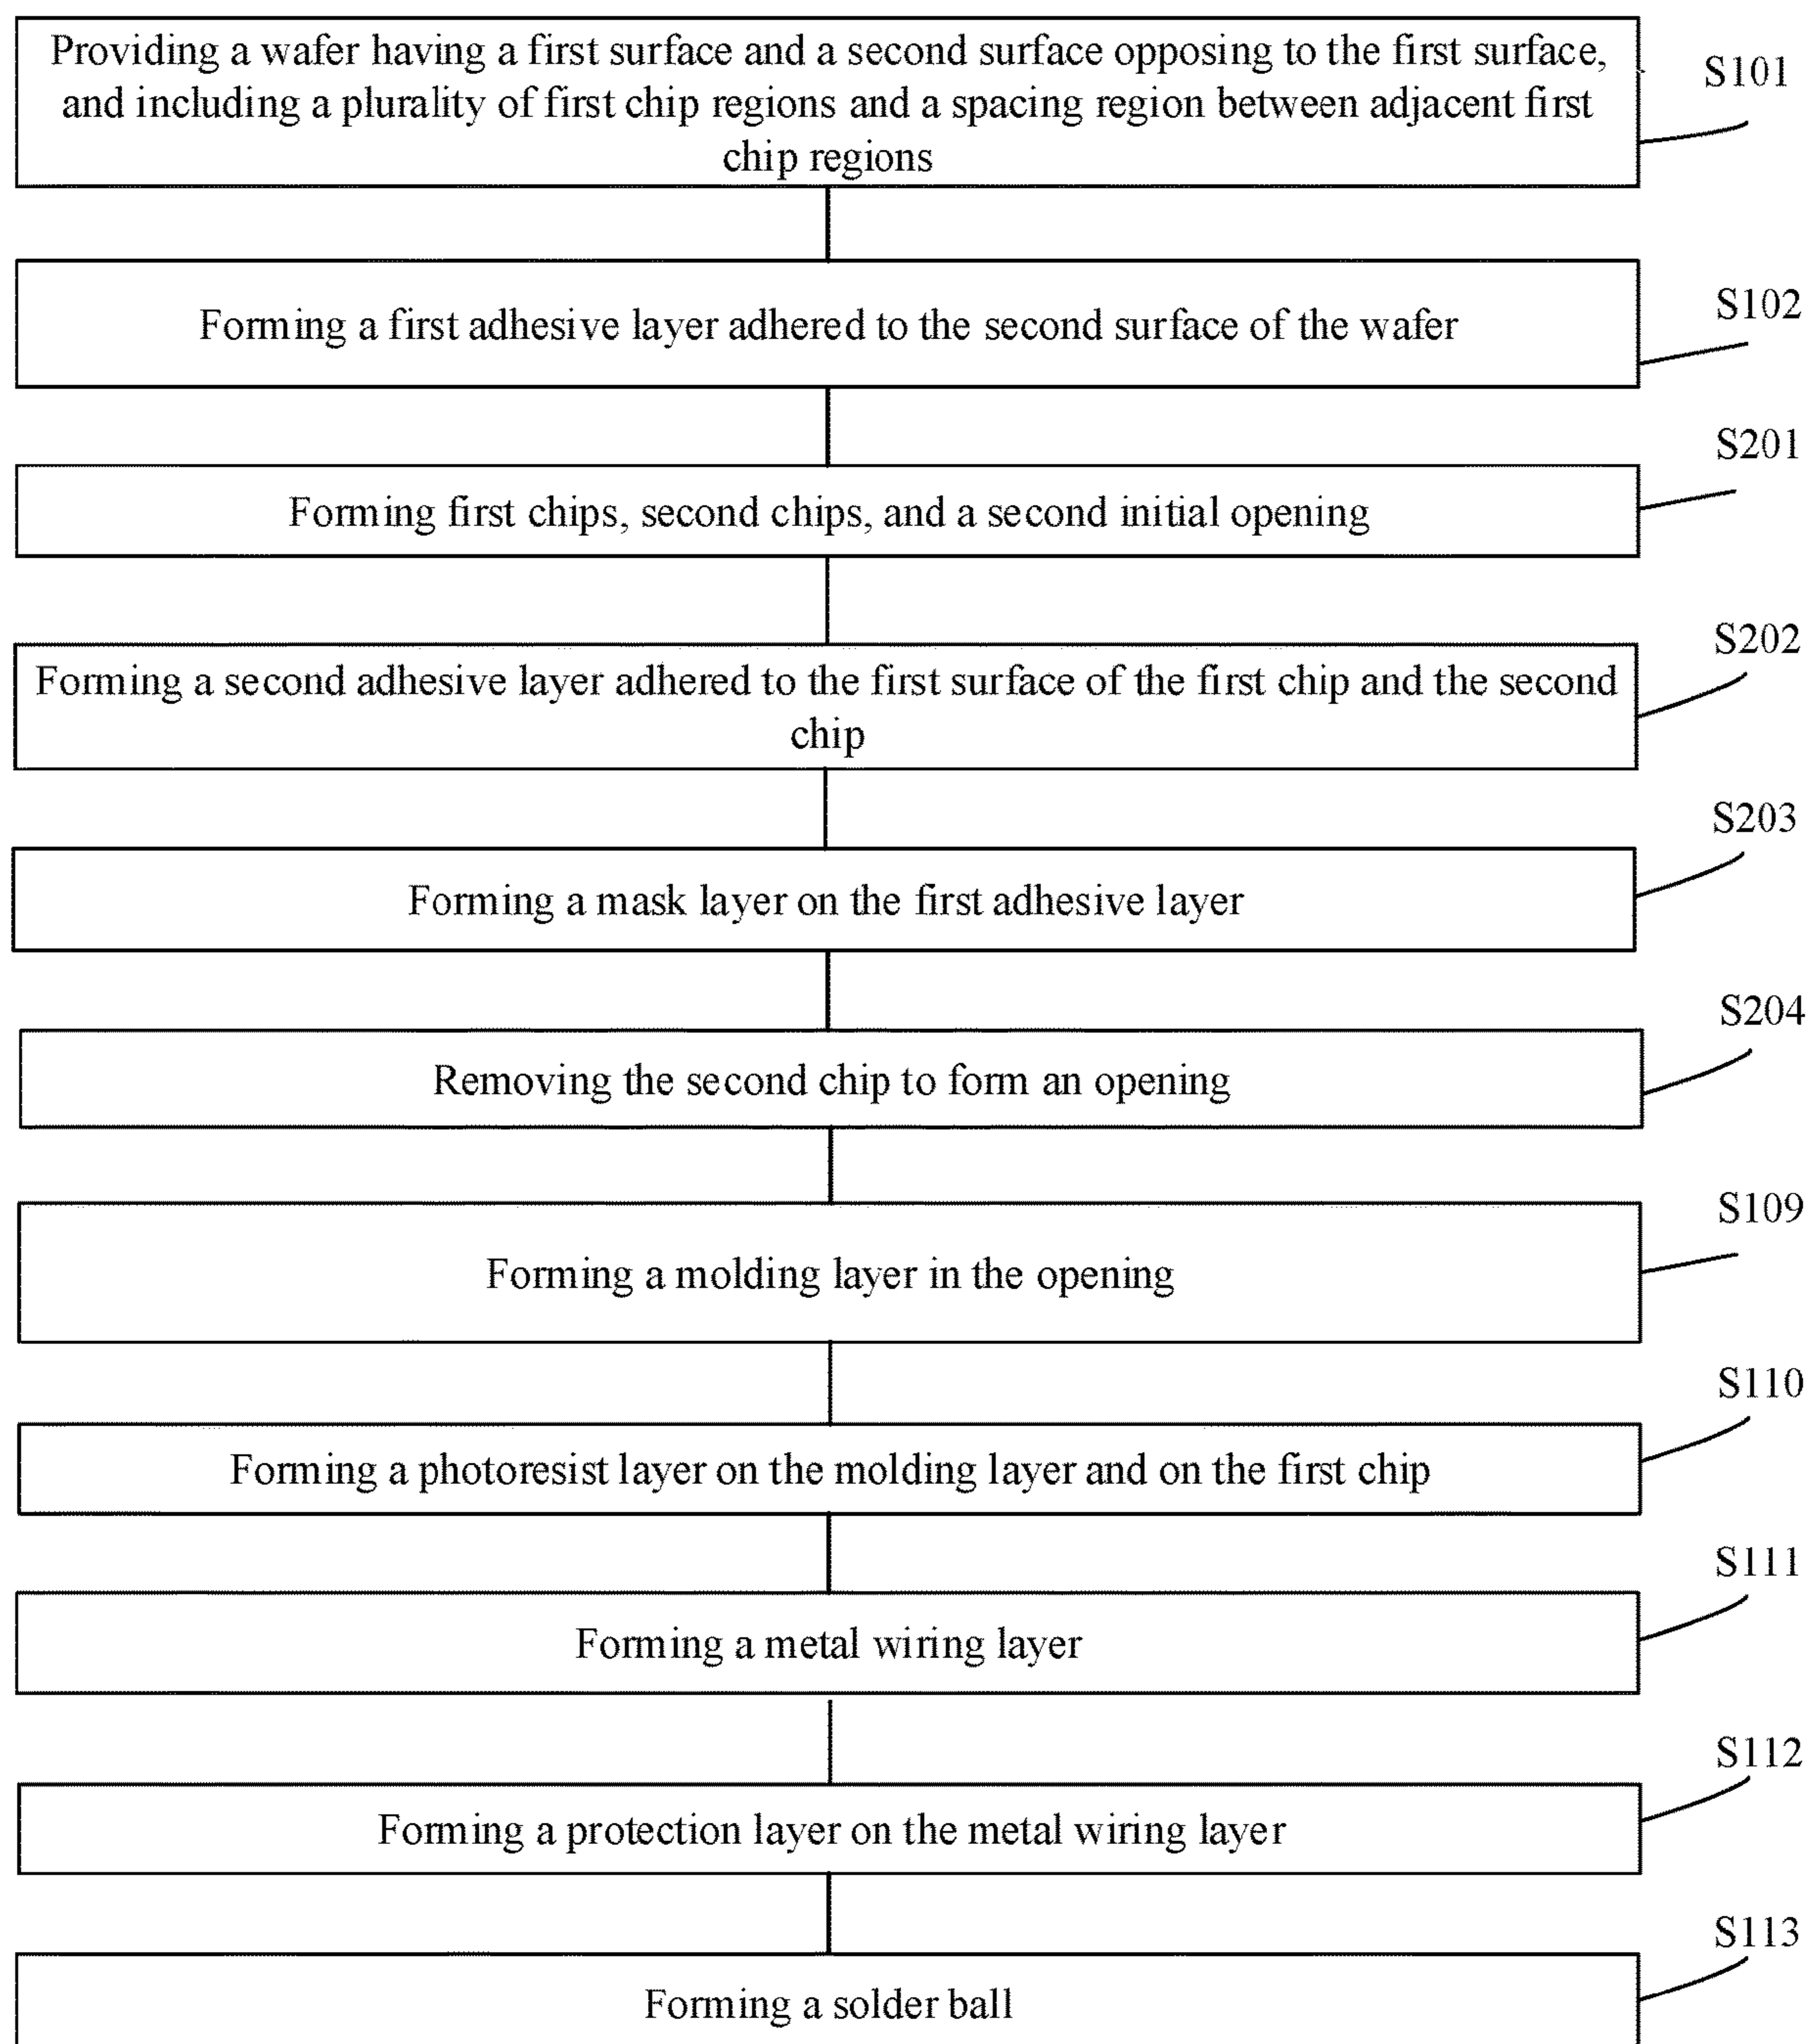 Providing a wafer having a first surface and a second surface opposing to the first surface,
and including a plurality of first chip regions and a spacing region between adjacent first
chip regions
S101
Forming a first adhesive layer adhered to the second surface of the wafer
S102
Forming first chips, second chips, and a second initial opening
S201
Forming a second adhesive layer adhered to the first surface of the first chip and the second
chip
S202
Forming a mask layer on the first adhesive layer
S203
Removing the second chip to form an opening
S204
Forming a molding layer in the opening
S109
Forming a photoresist layer on the molding layer and on the first chip
S110
Forming a metal wiring layer
S111
Forming a protection layer on the metal wiring layer
S112
Forming a solder ball
S113